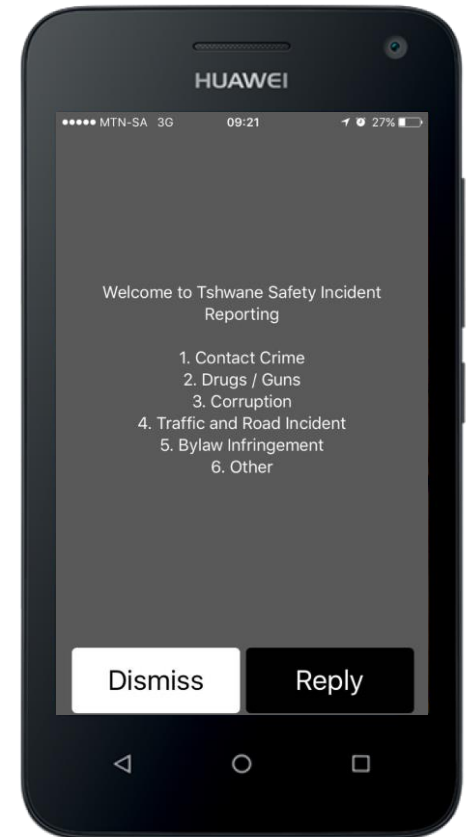 HUAWEI
MTN-SA 3G 09:21 27%
Welcome to Tshwane Safety Incident
Reporting
1. Contact Crime
2. Drugs / Guns
3. Corruption
4. Traffic and Road Incident
5. Bylaw Infringement
6. Other
Dismiss Reply